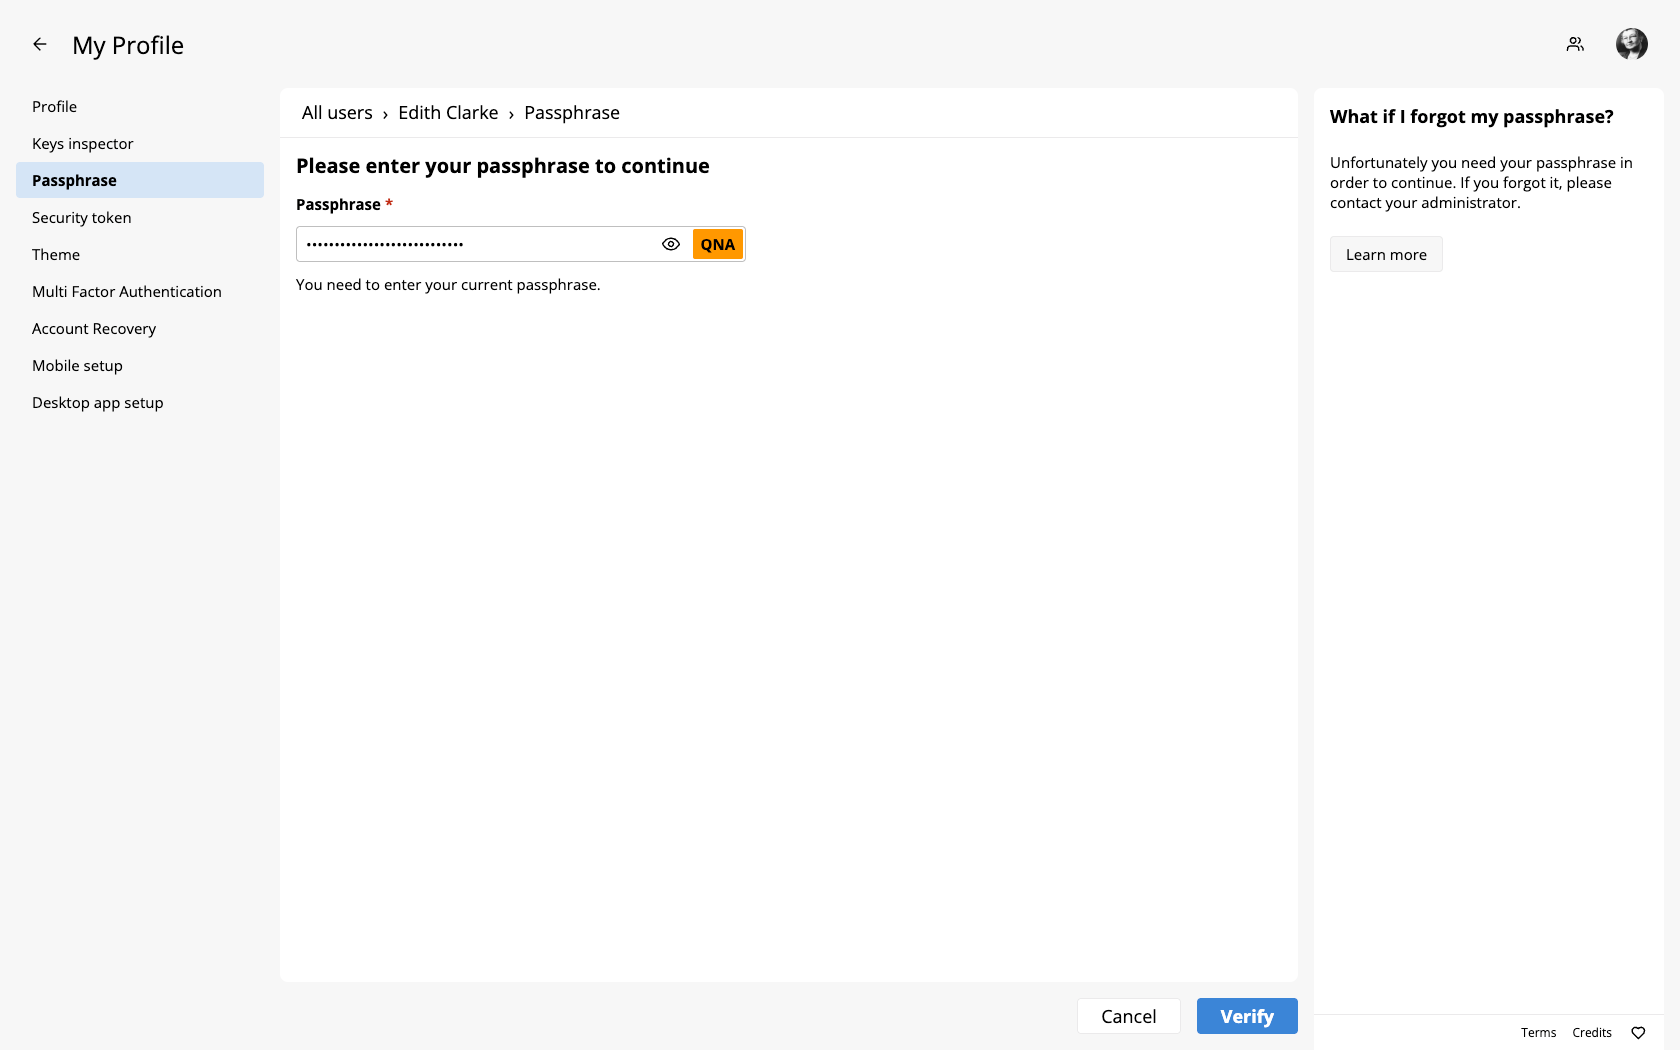 My Profile
Profile
Keys inspector
Passphrase
Security token
Theme
Multi Factor Authentication
Account Recovery
Mobile setup
Desktop app setup
All users › Edith Clarke › Passphrase
Please enter your passphrase to continue
Passphrase *
••••••••••••••••••••••••••••
QNA
You need to enter your current passphrase.
Cancel
Verify
What if I forgot my passphrase?
Unfortunately you need your passphrase in
order to continue. If you forgot it, please
contact your administrator.
Learn more
Terms Credits